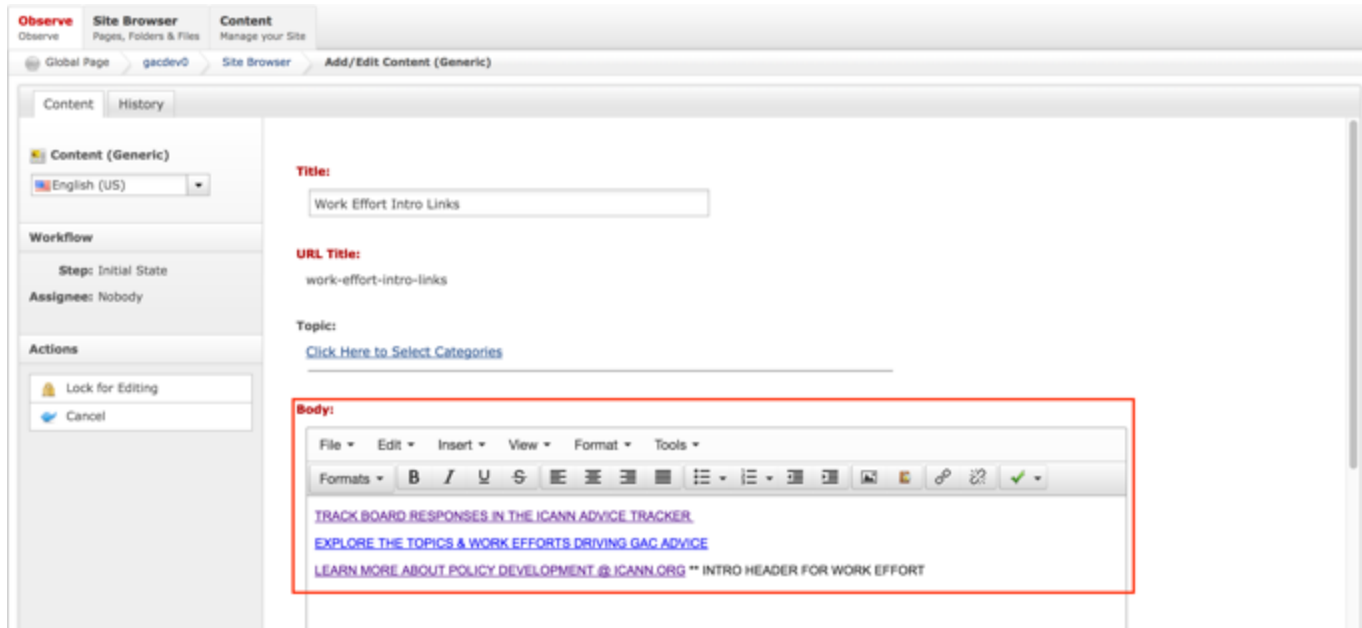 Observe Site Browser Content
Observe Pages, Folders & Files Manage your Site
Global Page gacdev0 Site Browser Add/Edit Content (Generic)
Content History
Content (Generic)
English (US)
Workflow
Step: Initial State
Assignee: Nobody
Actions
Lock for Editing
Cancel
Title:
Work Effort Intro Links
URL Title:
work-effort-intro-links
Topic:
Click Here to Select Categories
Body:
File Edit Insert View Format Tools
Formats B I U S
TRACK BOARD RESPONSES IN THE ICANN ADVICE TRACKER
EXPLORE THE TOPICS & WORK EFFORTS DRIVING GAC ADVICE
LEARN MORE ABOUT POLICY DEVELOPMENT @ ICANN.ORG ** INTRO HEADER FOR WORK EFFORT